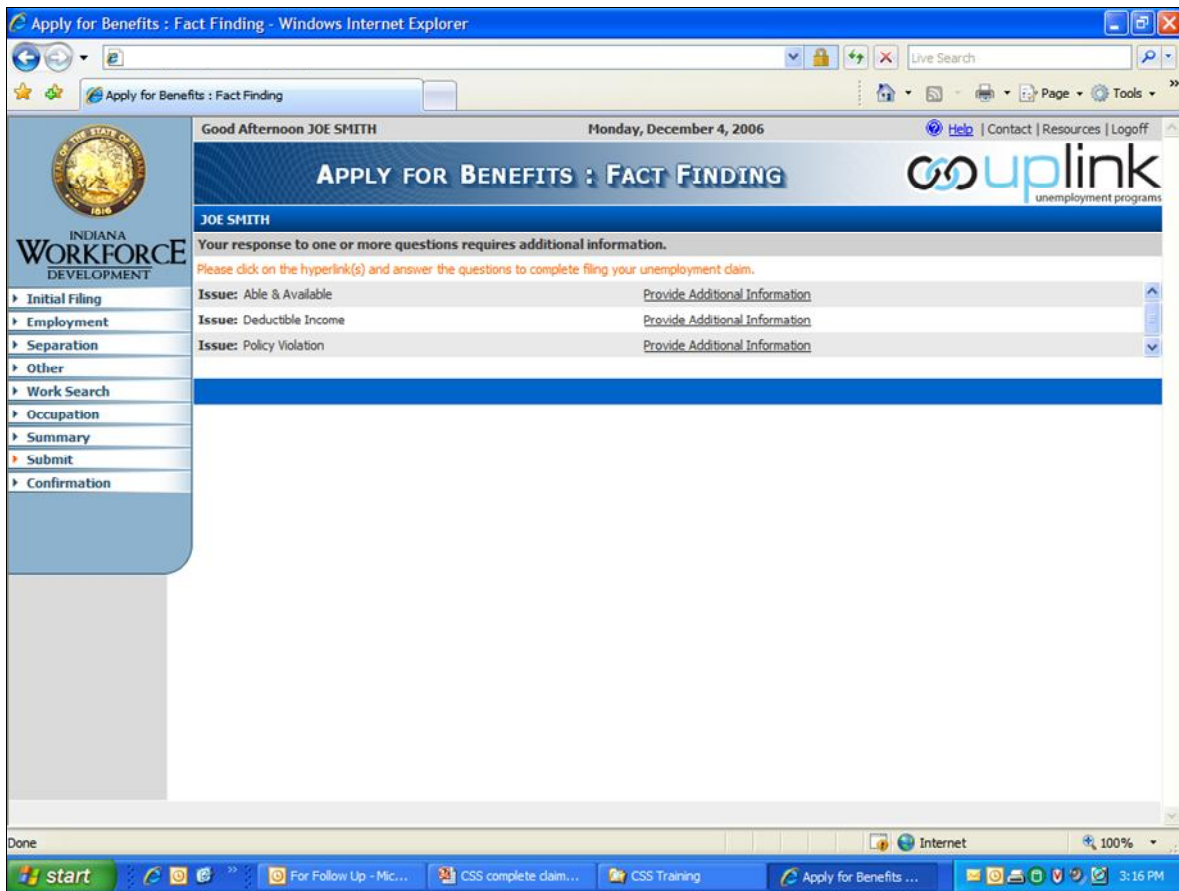 Apply for Benefits : Fact Finding - Windows Internet Explorer
Live Search
Apply for Benefits : Fact Finding
Page Tools »
Good Afternoon JOE SMITH Monday, December 4, 2006 Help | Contact | Resources | Logoff
APPLY FOR BENEFITS : FACT FINDING
uplink
unemployment programs
1816
INDIANA
WORKFORCE
DEVELOPMENT
JOE SMITH
Your response to one or more questions requires additional information.
Please click on the hyperlink(s) and answer the questions to complete filing your unemployment claim.
Issue: Able & Available Provide Additional Information
Issue: Deductible Income Provide Additional Information
Issue: Policy Violation Provide Additional Information
Initial Filing
Employment
Separation
Other
Work Search
Occupation
Summary
Submit
Confirmation
Done Internet 100%
start » For Follow Up - Mic... CSS complete claim... CSS Training Apply for Benefits ... 3:16 PM